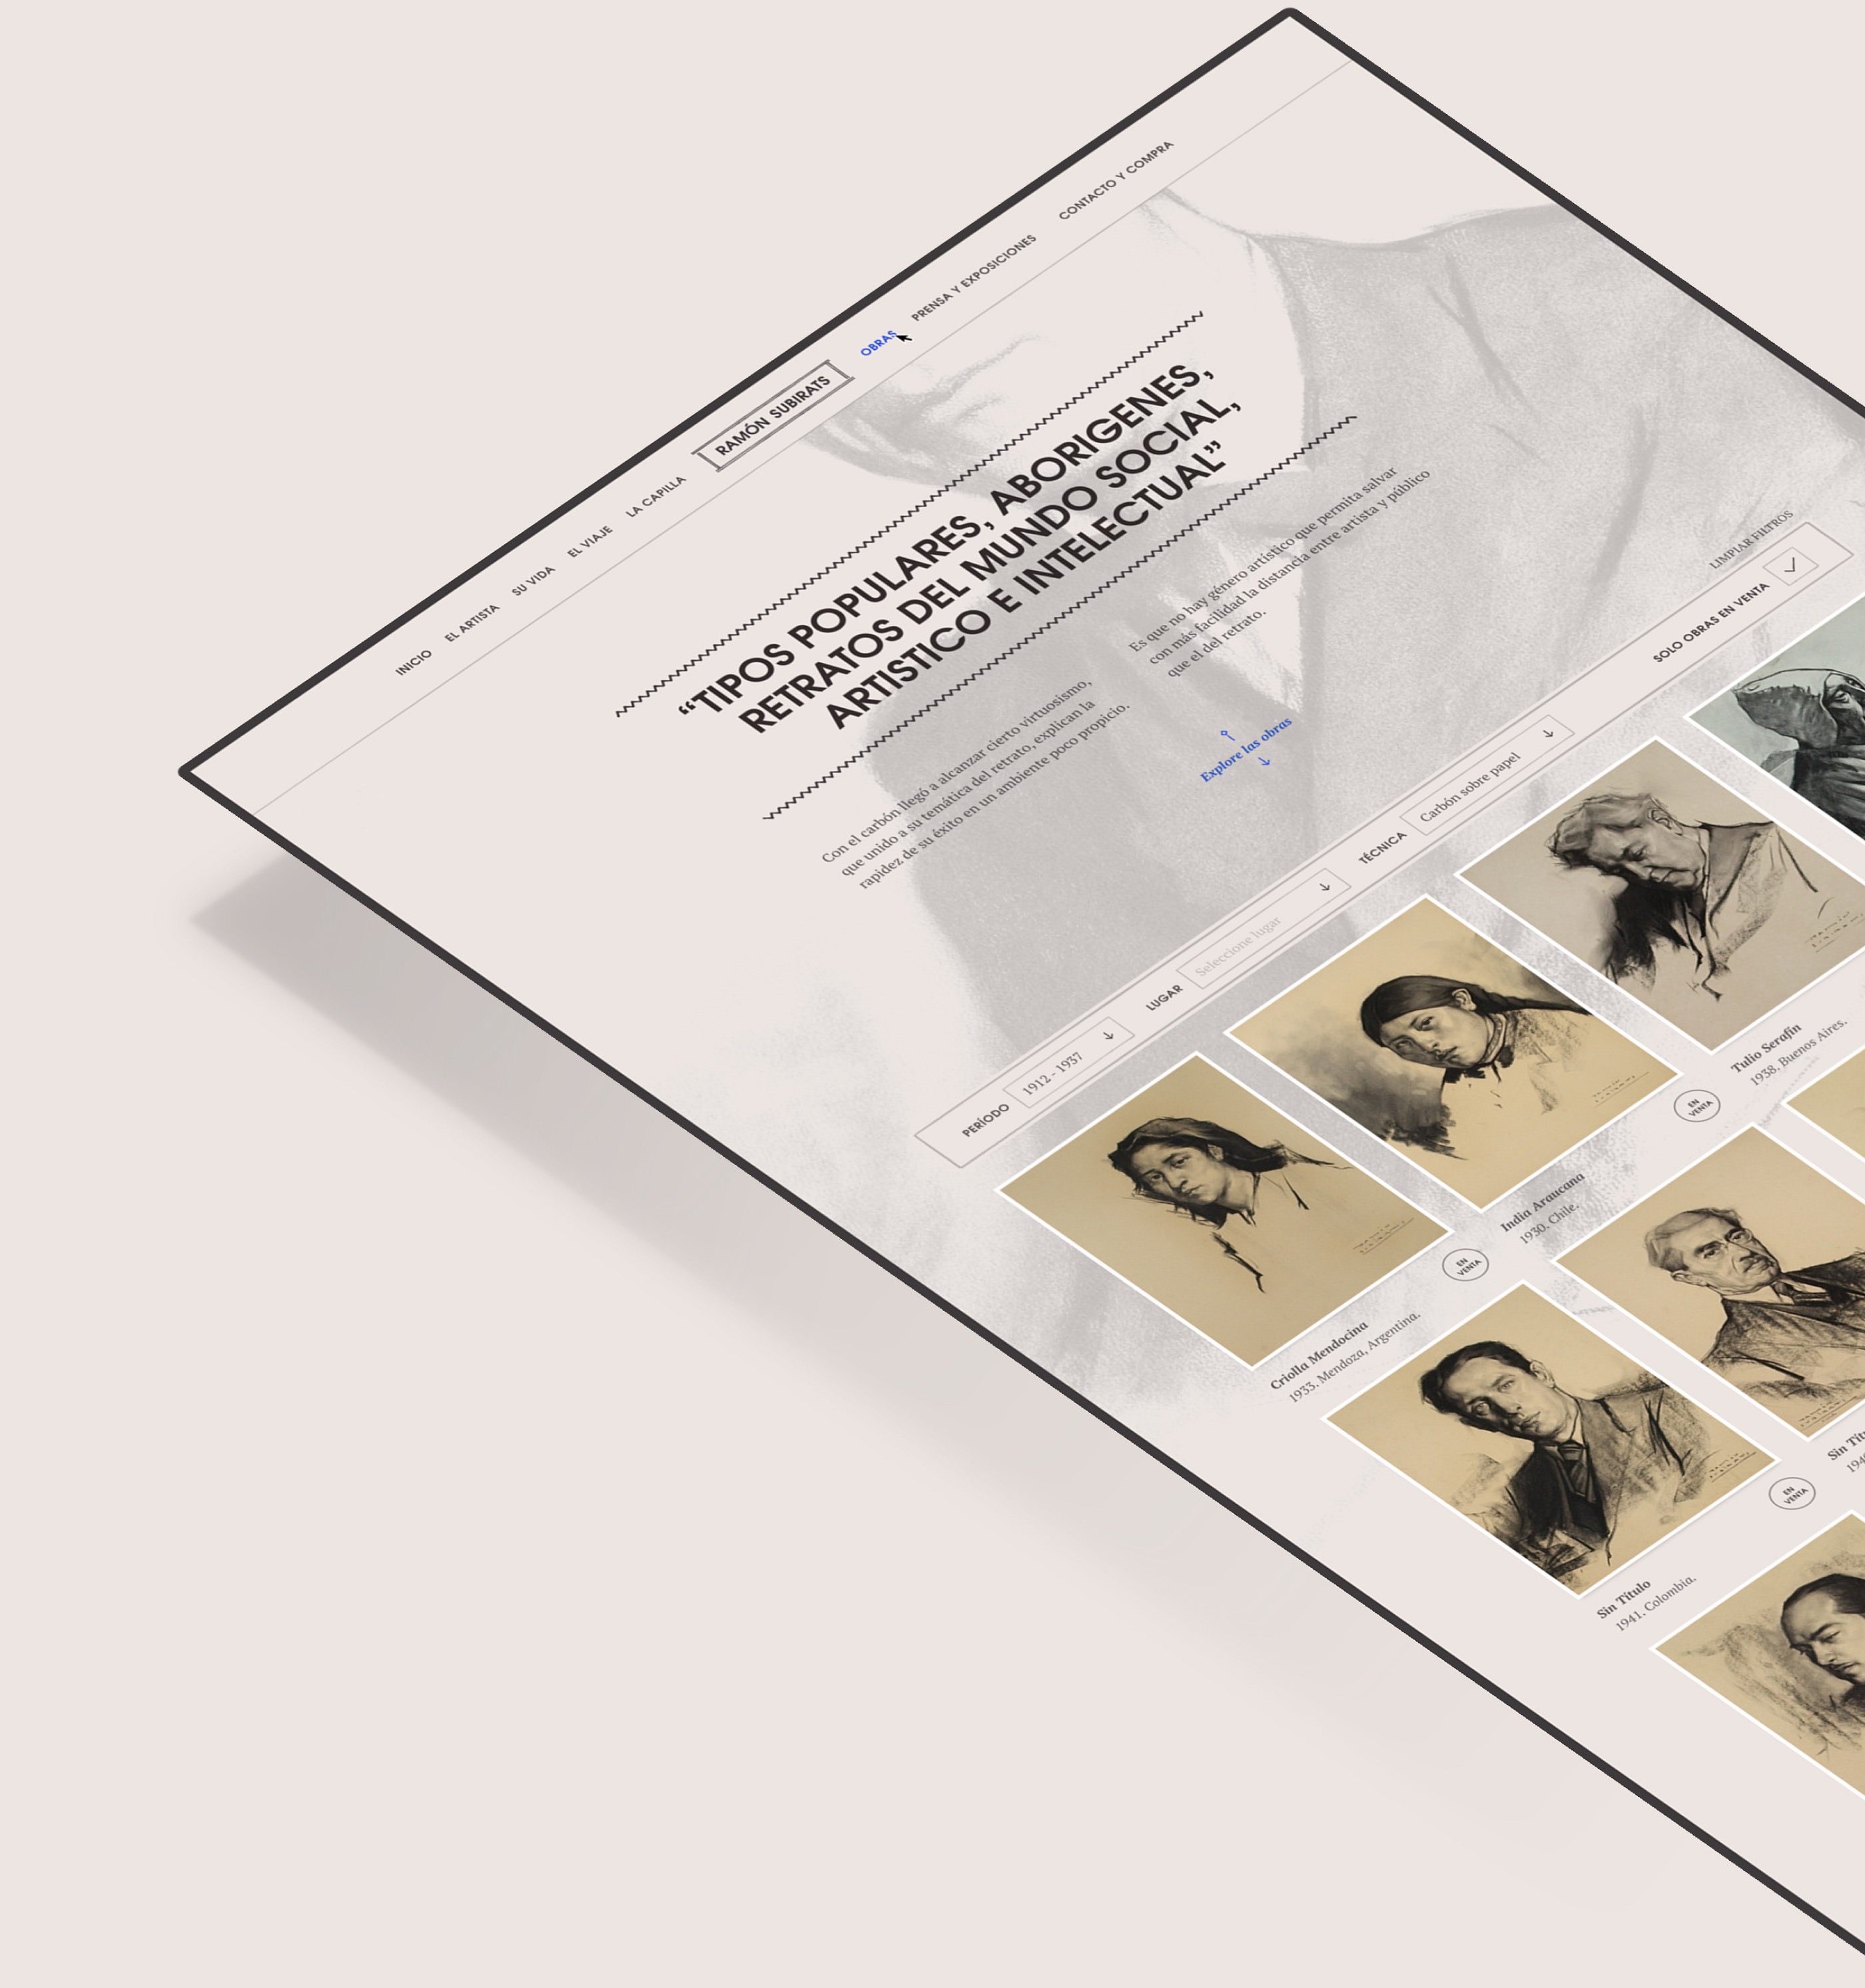 INICIO
EL ARTISTA
SU VIDA
EL VIAJE
LA CAPILLA
RAMÓN SUBIRATS
OBRAS
PRENSA Y EXPOSICIONES
CONTACTO Y COMPRA
“TIPOS POPULARES, ABORIGENES,
RETRATOS DEL MUNDO SOCIAL,
ARTISTICO E INTELECTUAL”
Con el carbón llegó a alcanzar cierto virtuosismo,
que unido a su temática del retrato, explican la
rapidez de su éxito en un ambiente poco propicio.
Es que no hay género artístico que permita salvar
con más facilidad la distancia entre artista y público
que el del retrato.
Explore las obras
LIMPIAR FILTROS
PERÍODO
1912 - 1937
LUGAR
Seleccione lugar
TÉCNICA
Carbón sobre papel
SOLO OBRAS EN VENTA
Criolla Mendocina
1933. Mendoza, Argentina.
EN
VENTA
India Araucana
1930. Chile.
EN
VENTA
Tulio Serafín
1938. Buenos Aires.
Sin Título
1941. Colombia.
EN
VENTA
Sin